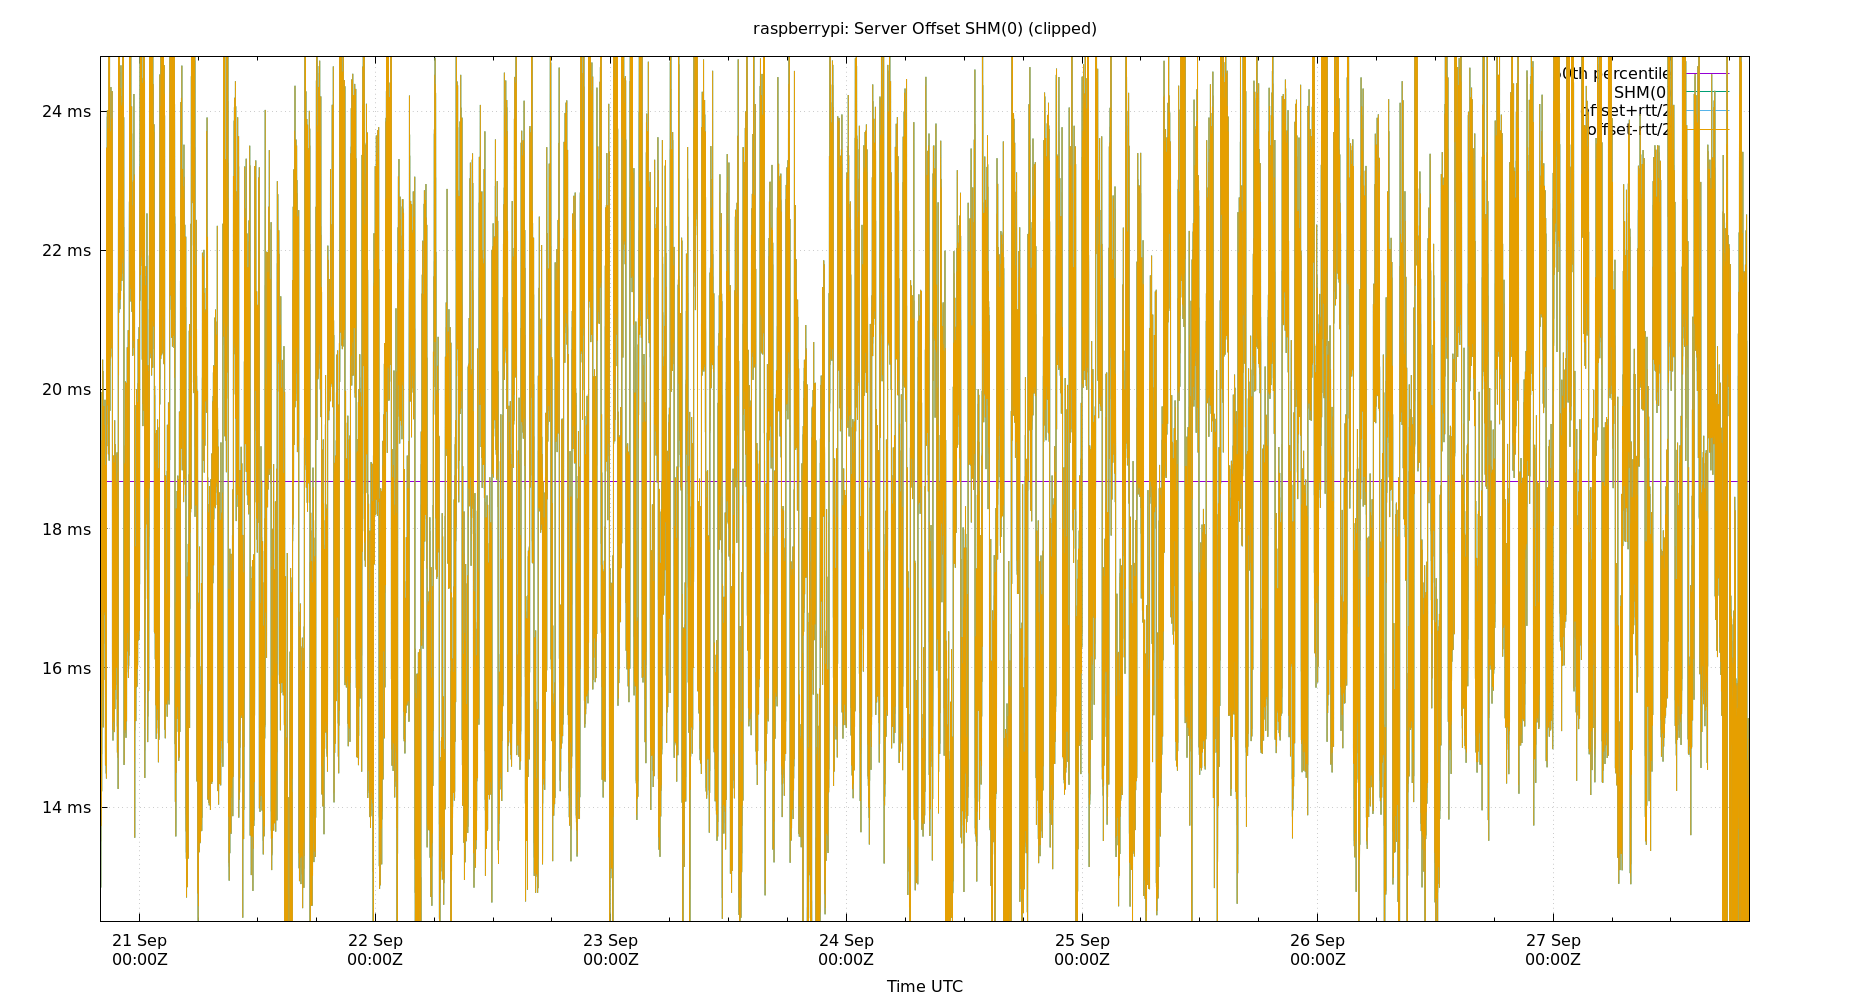 raspberrypi: Server Offset SHM(0) (clipped)
percentile
24 ms
22 ms
20 ms
18 ms
16 ms
14 ms
21 Sep
00:00Z
22 Sep
00:00Z
23 Sep
00:00Z
24 Sep
00:00Z
25 Sep
00:00Z
26 Sep
00:00Z
27 Sep
00:00Z
Time UTC